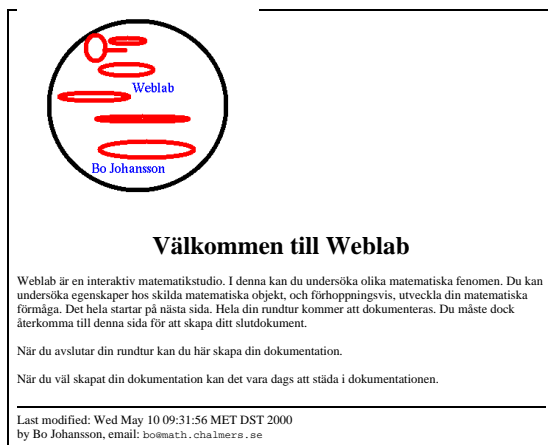 Weblab
Bo Johansson
Välkommen till Weblab
Weblab är en interaktiv matematikstudio. I denna kan du undersöka olika matematiska fenomen. Du kan
undersöka egenskaper hos skilda matematiska objekt, och förhoppningsvis, utveckla din matematiska
förmåga. Det hela startar på nästa sida. Hela din rundtur kommer att dokumenteras. Du måste dock
återkomma till denna sida för att skapa ditt slutdokument.
När du avslutar din rundtur kan du här skapa din dokumentation.
När du väl skapat din dokumentation kan det vara dags att städa i dokumentationen.
Last modified: Wed May 10 09:31:56 MET DST 2000
by Bo Johansson, email: bo@math.chalmers.se